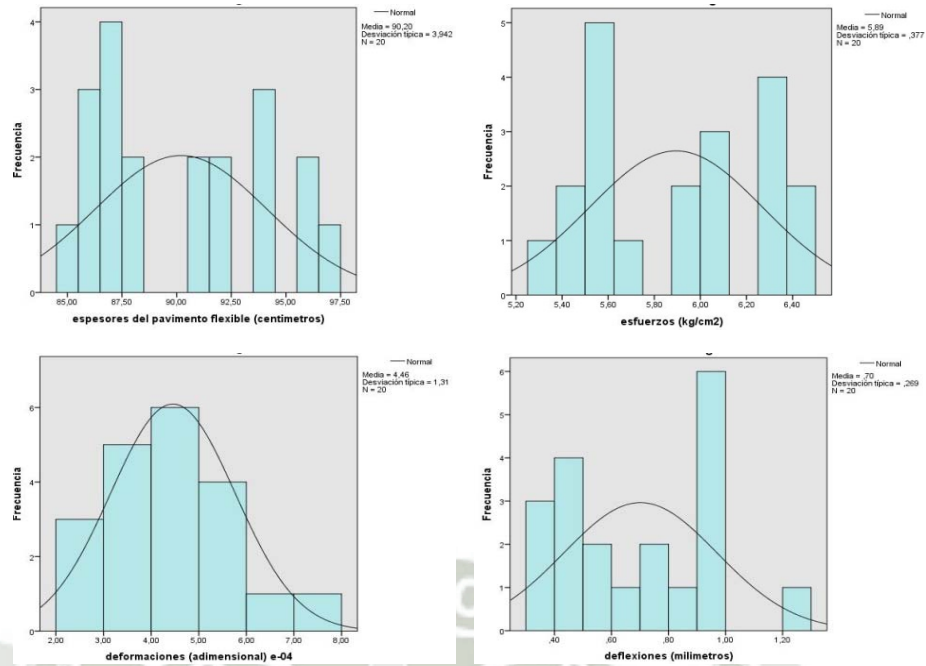 Normal
Media = 90,20
Desviación típica = 3,942
N = 20
Frecuencia
4
3
2
1
0
85,00 87,50 90,00 92,50 95,00 97,50
espesores del pavimento flexible (centimetros)
Normal
Media = 5,89
Desviación típica = ,377
N = 20
Frecuencia
5
4
3
2
1
0
5,20 5,40 5,60 5,80 6,00 6,20 6,40
esfuerzos (kg/cm2)
Normal
Media = 4,46
Desviación típica = 1,31
N = 20
Frecuencia
6
4
2
0
2,00 3,00 4,00 5,00 6,00 7,00 8,00
deformaciones (adimensional) e-04
Normal
Media = ,70
Desviación típica = ,269
N = 20
Frecuencia
6
5
4
3
2
1
0
,40 ,60 ,80 1,00 1,20
deflexiones (milimetros)